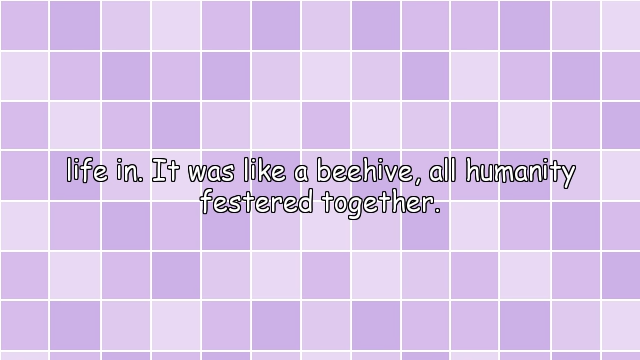 life in. It was like a beehive, all humanity
festered together.